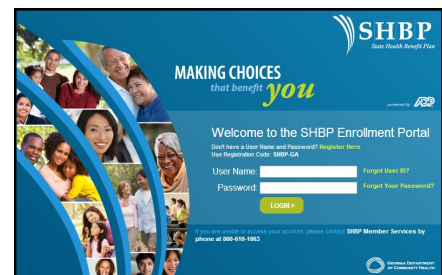 SHBP
State Health Benefit Plan
MAKING CHOICES
that benefit you
powered by ADP
Welcome to the SHBP Enrollment Portal
Don't have a User Name and Password? Register Here
Use Registration Code: SHBP-GA
User Name: Forgot User ID?
Password: Forgot Your Password?
LOGIN >
If you are unable to access your account, please contact SHBP Member Services by
phone at 800-610-1863
GEORGIA DEPARTMENT
OF COMMUNITY HEALTH